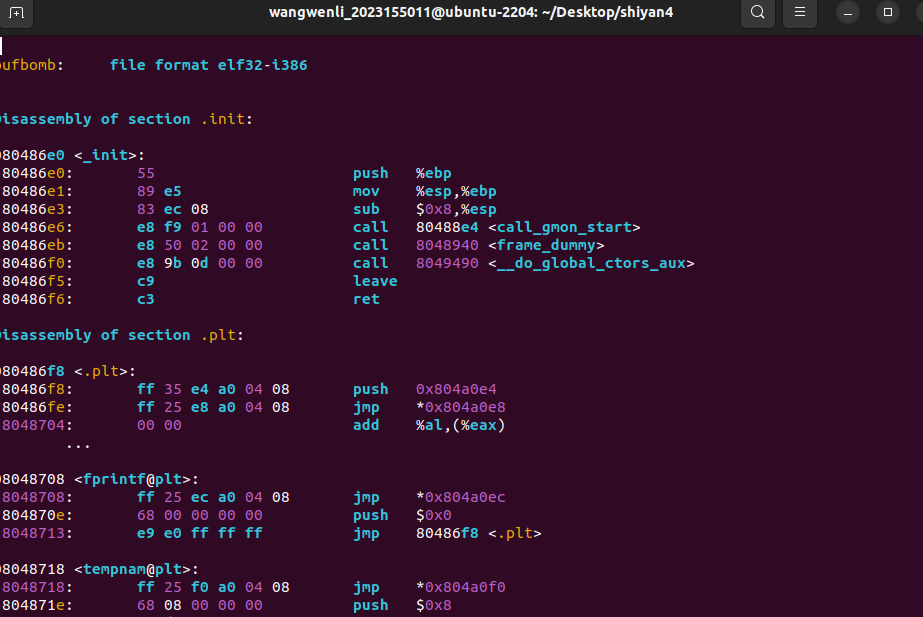 wangwenli_2023155011@ubuntu-2204: ~/Desktop/shiyan4
ufbomb:     file format elf32-i386
isassembly of section .init:
80486e0 <_init>:
80486e0:       55                      push   %ebp
80486e1:       89 e5                   mov    %esp,%ebp
80486e3:       83 ec 08                sub    $0x8,%esp
80486e6:       e8 f9 01 00 00          call   80488e4 <call_gmon_start>
80486eb:       e8 50 02 00 00          call   8048940 <frame_dummy>
80486f0:       e8 9b 0d 00 00          call   8049490 <__do_global_ctors_aux>
80486f5:       c9                      leave
80486f6:       c3                      ret
isassembly of section .plt:
80486f8 <.plt>:
80486f8:       ff 35 e4 a0 04 08       push   0x804a0e4
80486fe:       ff 25 e8 a0 04 08       jmp    *0x804a0e8
8048704:       00 00                   add    %al,(%eax)
...
8048708 <fprintf@plt>:
8048708:       ff 25 ec a0 04 08       jmp    *0x804a0ec
804870e:       68 00 00 00 00          push   $0x0
8048713:       e9 e0 ff ff ff          jmp    80486f8 <.plt>
8048718 <tempnam@plt>:
8048718:       ff 25 f0 a0 04 08       jmp    *0x804a0f0
804871e:       68 08 00 00 00          push   $0x8